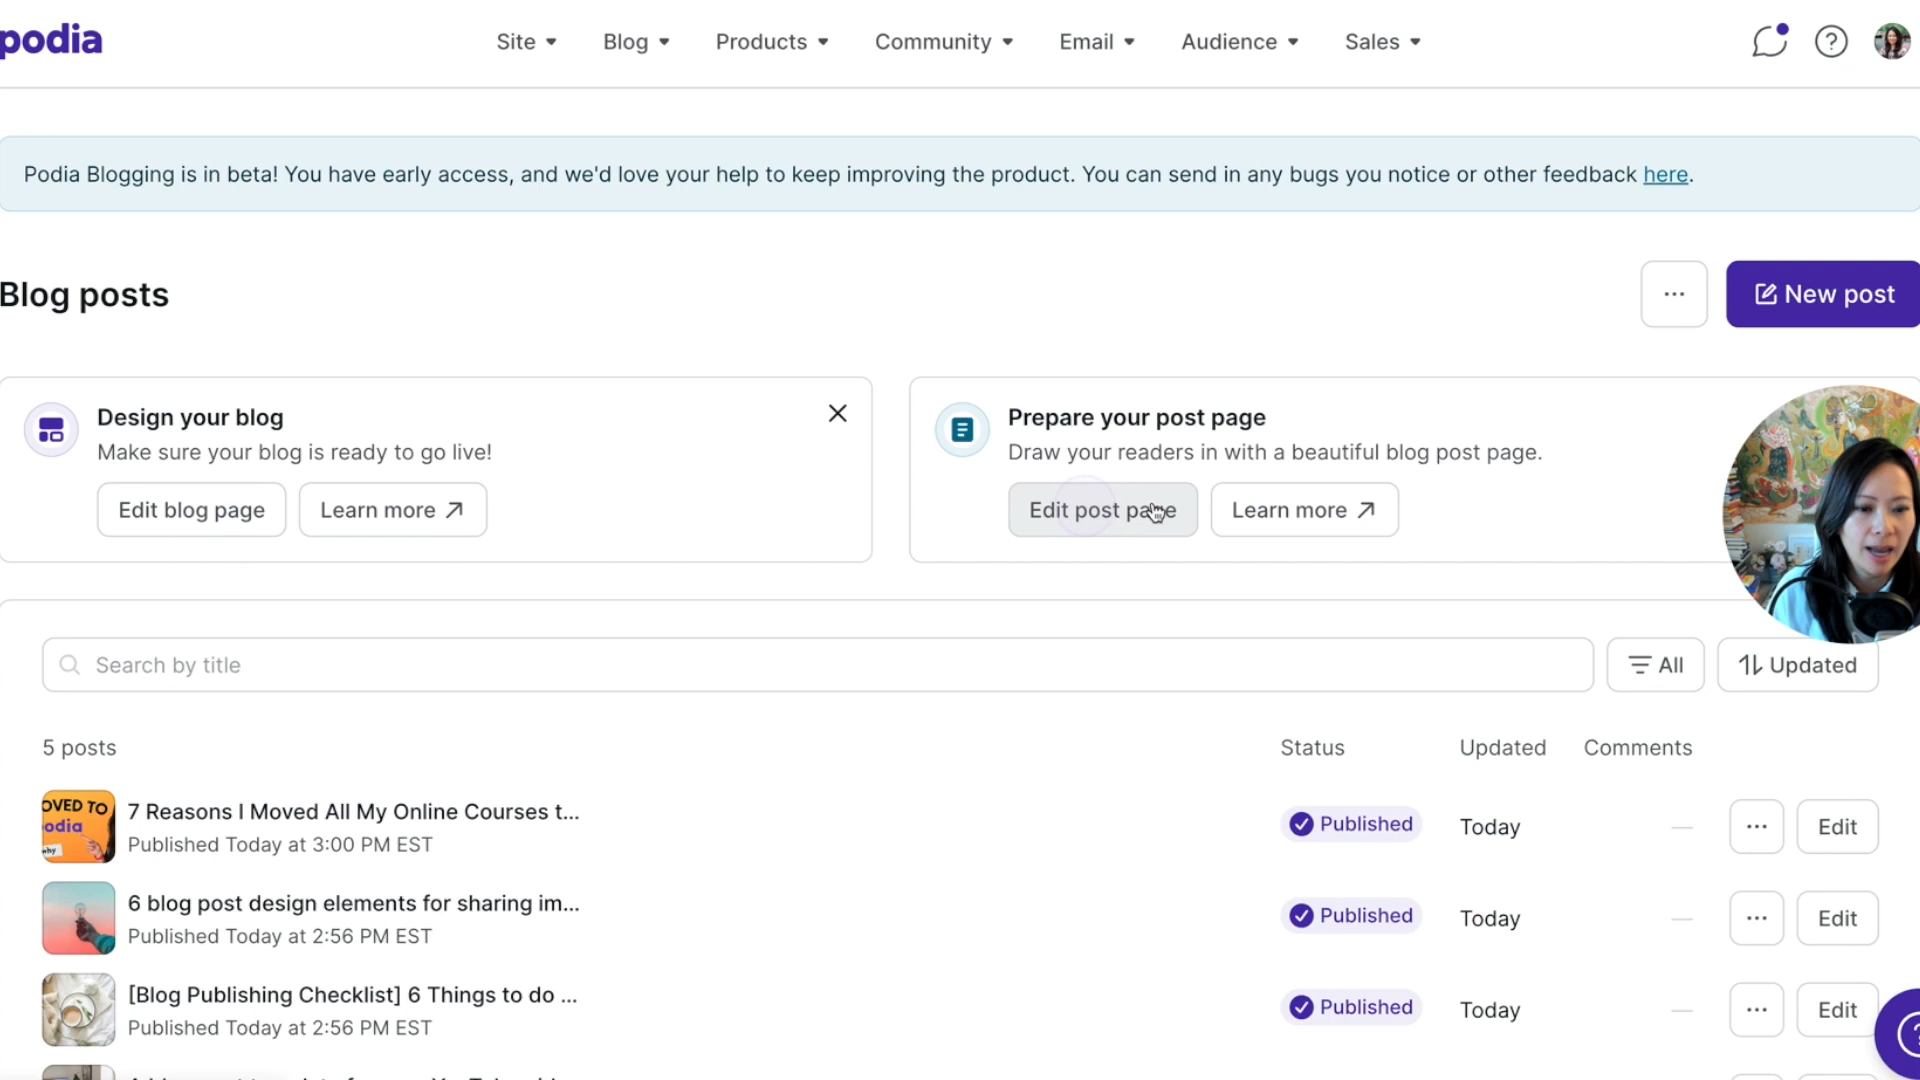 podia
Site
Blog
Products
Community
Email
Audience
Sales
Podia Blogging is in beta! You have early access, and we'd love your help to keep improving the product. You can send in any bugs you notice or other feedback here.
Blog posts
New post
Design your blog
Make sure your blog is ready to go live!
Edit blog page
Learn more
Prepare your post page
Draw your readers in with a beautiful blog post page.
Edit post page
Learn more
Search by title
All
Updated
5 posts
Status
Updated
Comments
OVED TO
odia
why
7 Reasons I Moved All My Online Courses t...
Published Today at 3:00 PM EST
Published
Today
Edit
6 blog post design elements for sharing im...
Published Today at 2:56 PM EST
Published
Today
Edit
[Blog Publishing Checklist] 6 Things to do ...
Published Today at 2:56 PM EST
Published
Today
Edit